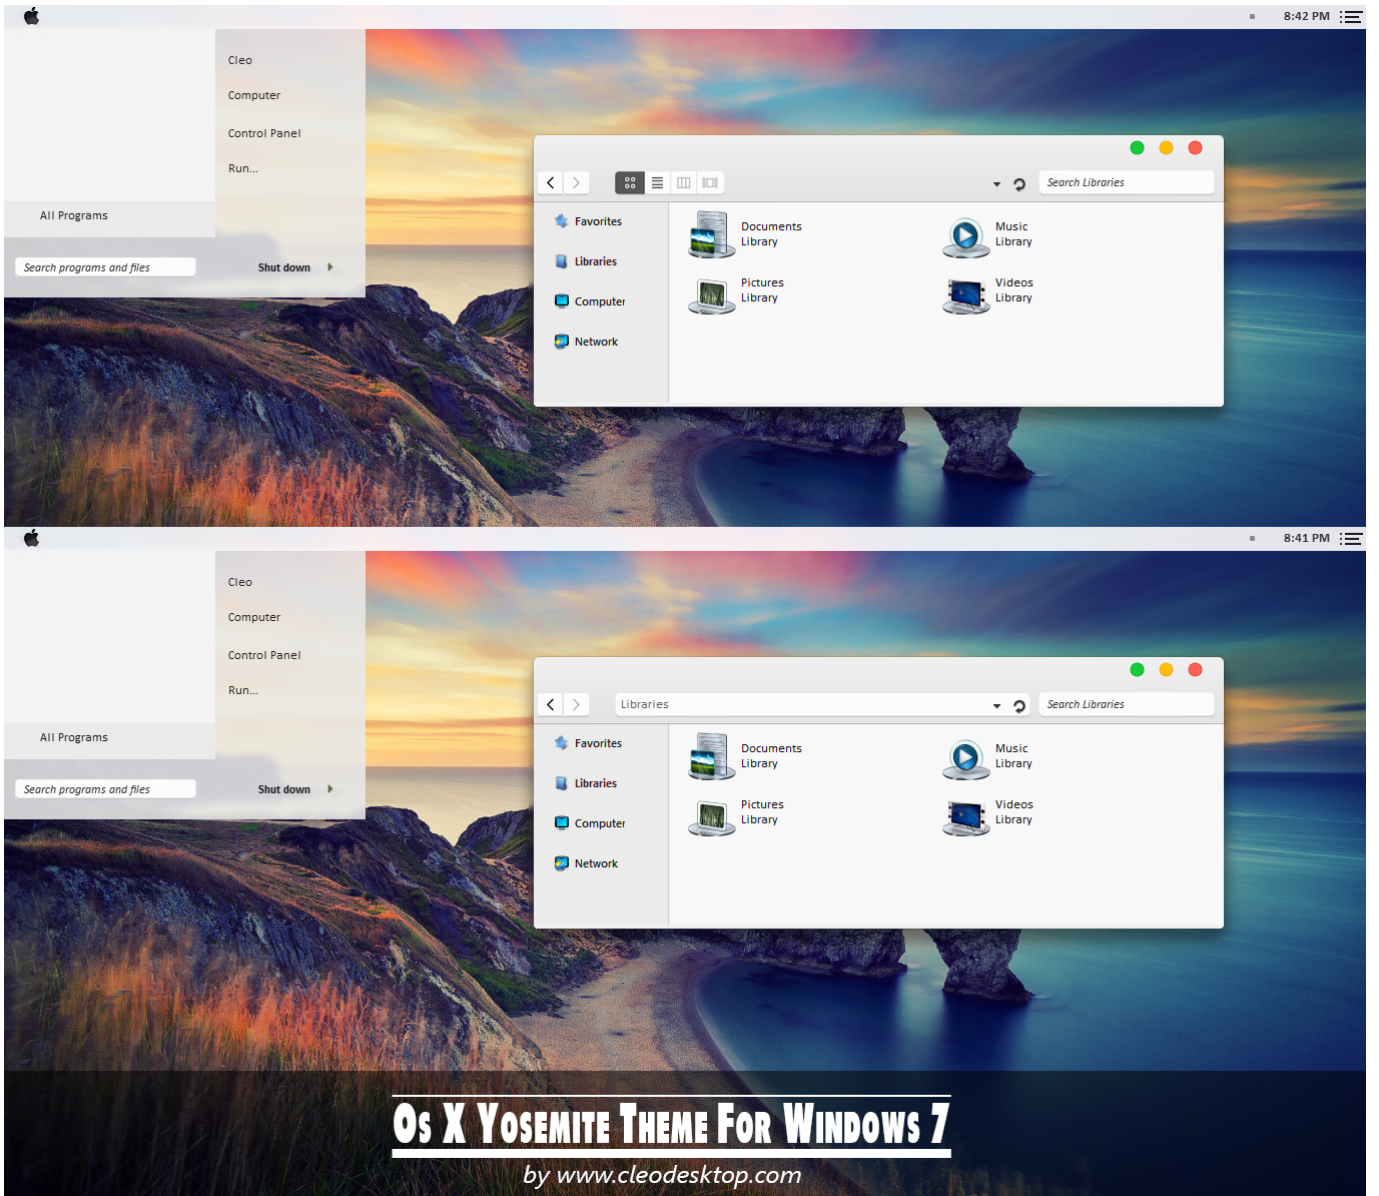 8:42 PM
Cleo
Computer
Control Panel
Run...
All Programs
Search programs and files
Shut down
Search Libraries
Favorites
Libraries
Computer
Network
Documents
Library
Music
Library
Pictures
Library
Videos
Library
8:41 PM
Cleo
Computer
Control Panel
Run...
All Programs
Search programs and files
Shut down
Libraries
Search Libraries
Favorites
Libraries
Computer
Network
Documents
Library
Music
Library
Pictures
Library
Videos
Library
Os X Yosemite Theme For Windows 7
by www.cleodesktop.com